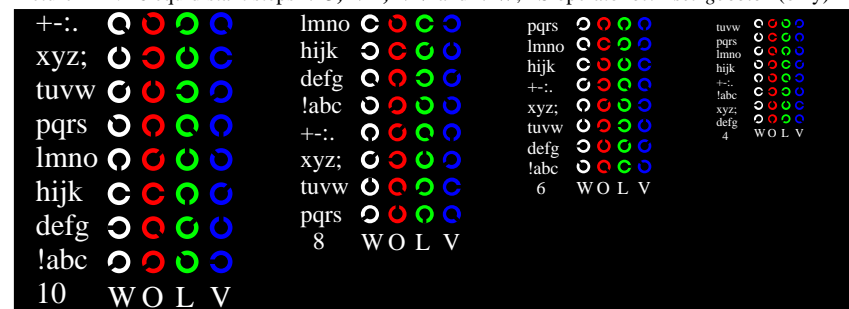 +-:.
xyz;
tuvw
pqrs
lmno
hijk
defg
!abc
10 W O L V
lmno
hijk
defg
!abc
+-:.
xyz;
tuvw
pqrs
8 W O L V
pqrs
lmno
hijk
+-:.
xyz;
tuvw
defg
!abc
6 W O L V
tuvw
pqrs
lmno
hijk
+-:.
!abc
xyz;
defg
4 W O L V